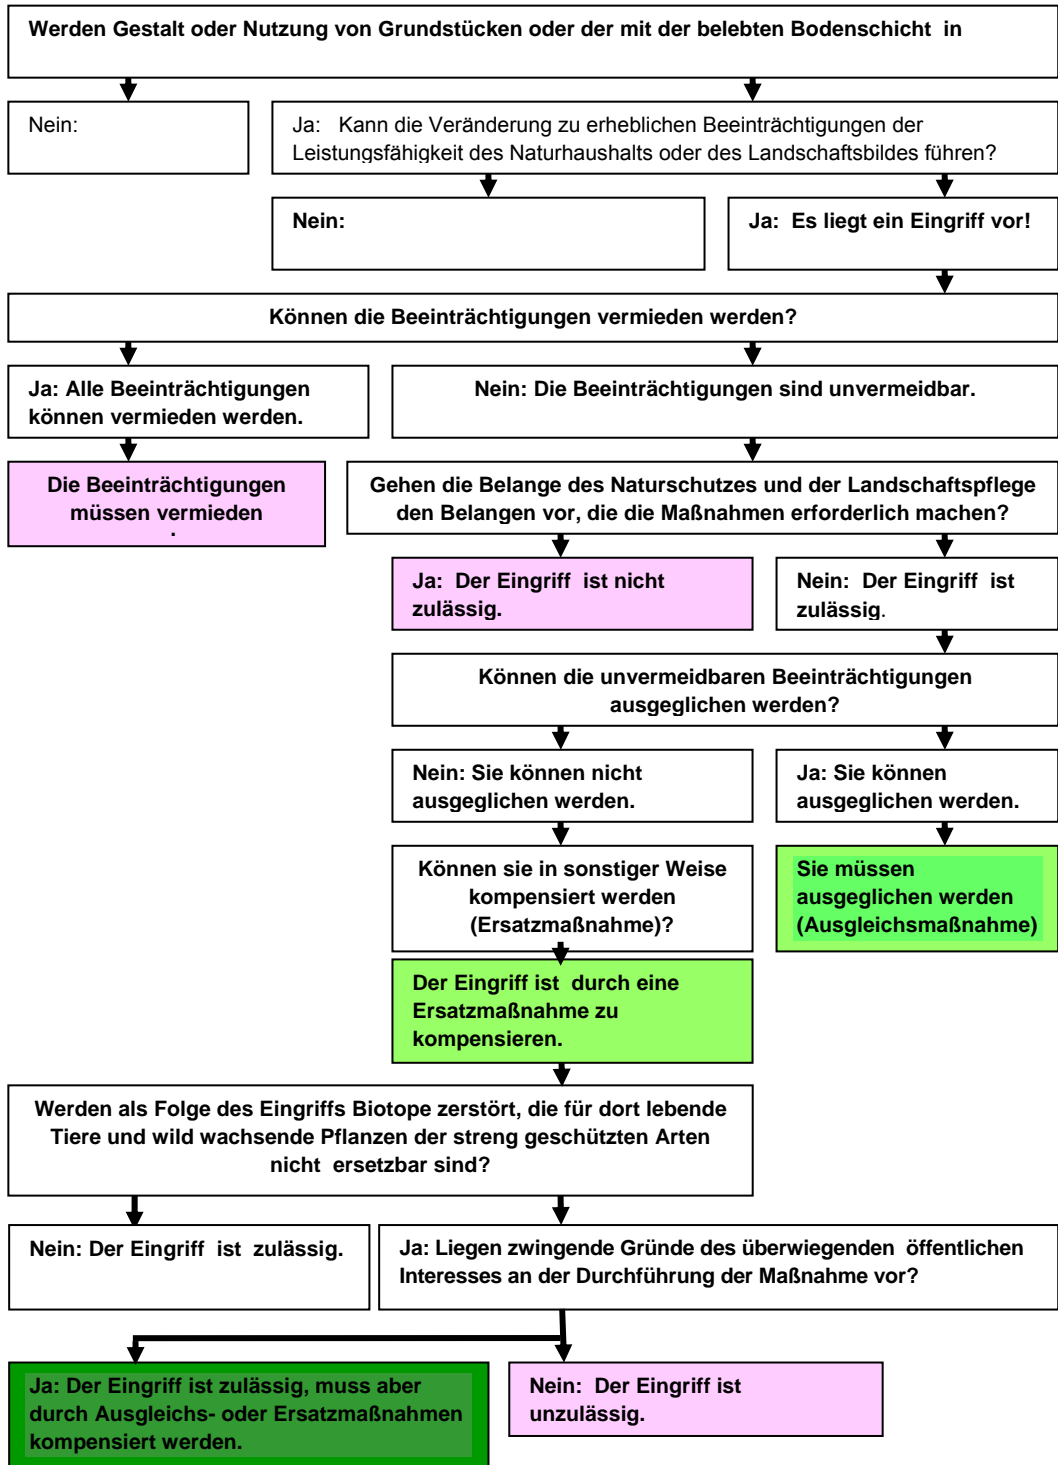 Werden Gestalt oder Nutzung von Grundstücken oder der mit der belebten Bodenschicht in
Nein:
Ja: Kann die Veränderung zu erheblichen Beeinträchtigungen der
Leistungsfähigkeit des Naturhaushalts oder des Landschaftsbildes führen?
Nein:
Ja: Es liegt ein Eingriff vor!
Können die Beeinträchtigungen vermieden werden?
Ja: Alle Beeinträchtigungen
können vermieden werden.
Nein: Die Beeinträchtigungen sind unvermeidbar.
Die Beeinträchtigungen
müssen vermieden
.
Gehen die Belange des Naturschutzes und der Landschaftspflege
den Belangen vor, die die Maßnahmen erforderlich machen?
Ja: Der Eingriff ist nicht
zulässig.
Nein: Der Eingriff ist
zulässig.
Können die unvermeidbaren Beeinträchtigungen
ausgeglichen werden?
Nein: Sie können nicht
ausgeglichen werden.
Ja: Sie können
ausgeglichen werden.
Können sie in sonstiger Weise
kompensiert werden
(Ersatzmaßnahme)?
Sie müssen
ausgeglichen werden
(Ausgleichsmaßnahme)
Der Eingriff ist durch eine
Ersatzmaßnahme zu
kompensieren.
Werden als Folge des Eingriffs Biotope zerstört, die für dort lebende
Tiere und wild wachsende Pflanzen der streng geschützten Arten
nicht ersetzbar sind?
Nein: Der Eingriff ist zulässig.
Ja: Liegen zwingende Gründe des überwiegenden öffentlichen
Interesses an der Durchführung der Maßnahme vor?
Ja: Der Eingriff ist zulässig, muss aber
durch Ausgleichs- oder Ersatzmaßnahmen
kompensiert werden.
Nein: Der Eingriff ist
unzulässig.